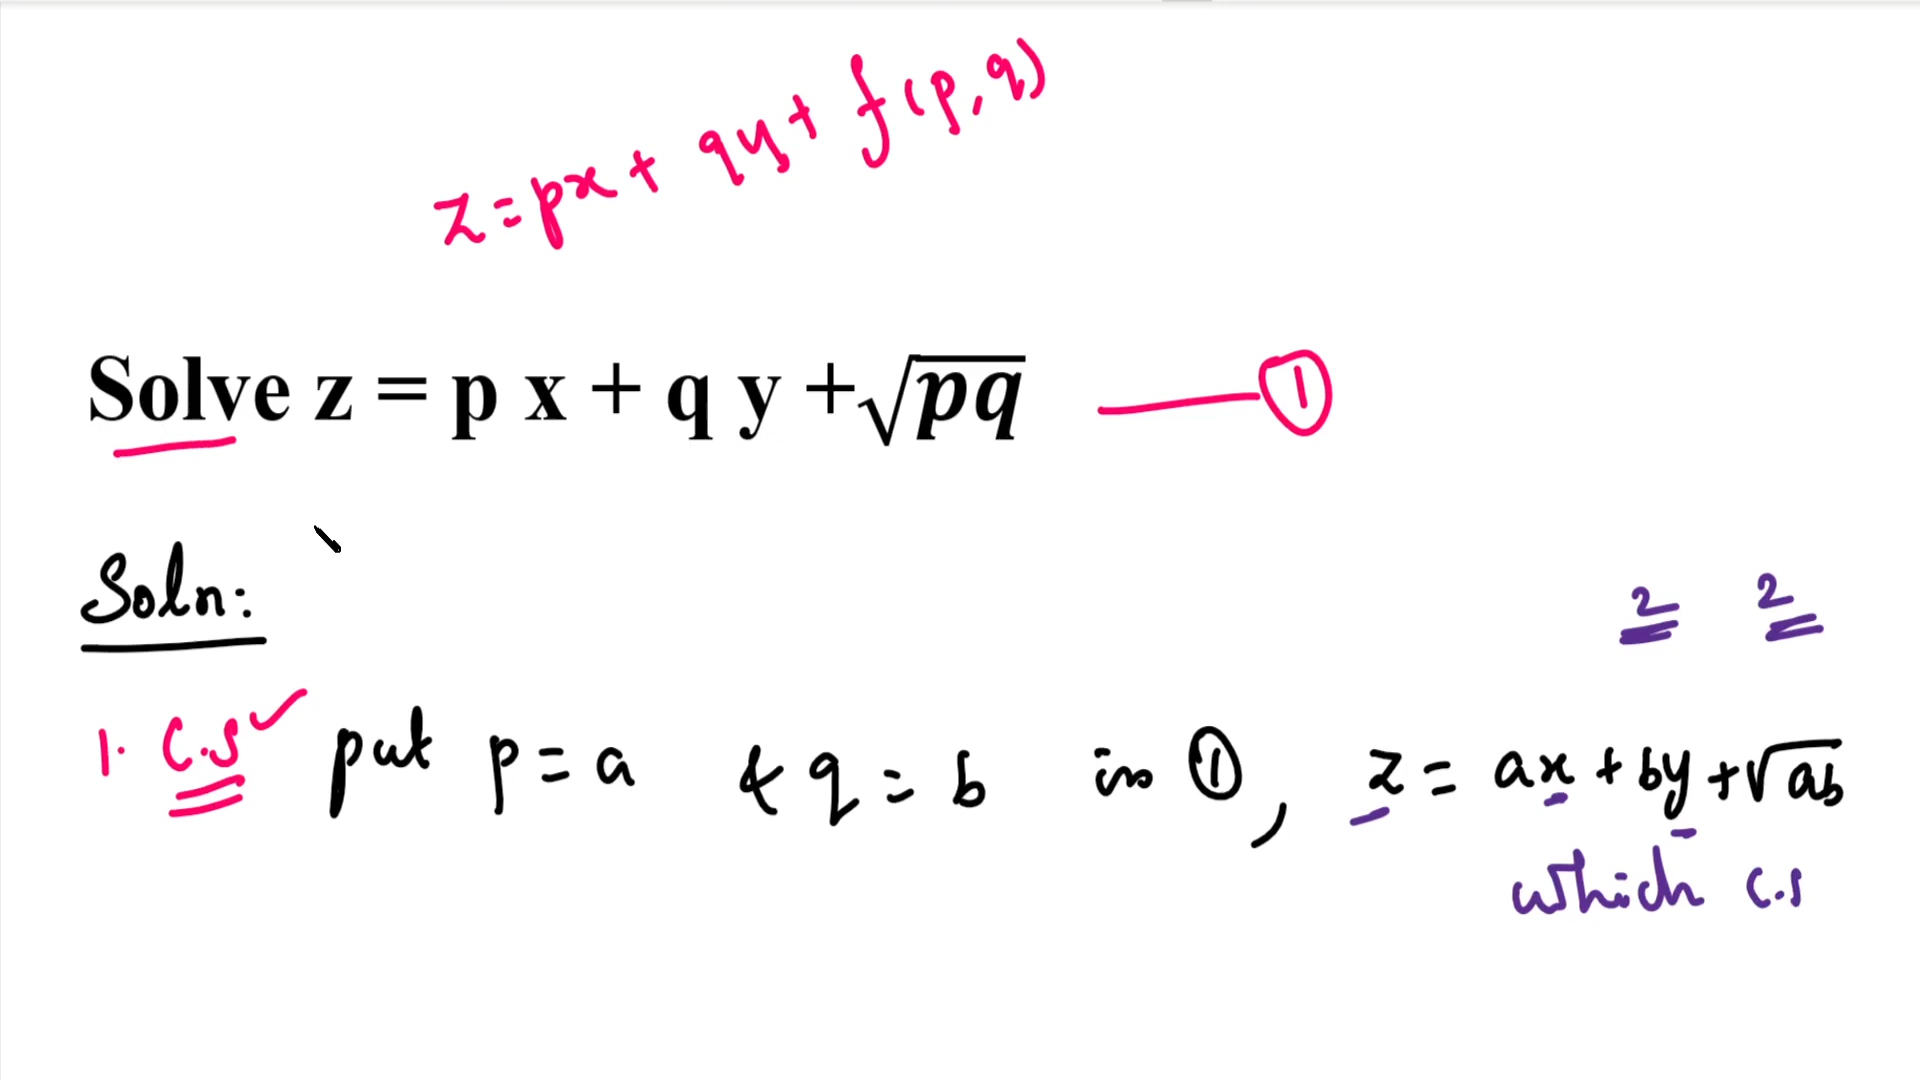 z=px+ qy+ f(p,q)
Solve z = p x + q y +√pq —— ①
Soln:
2 2
1. C.S✓ put p = a & q = b in ①, z = ax + by +√ab
which C.S